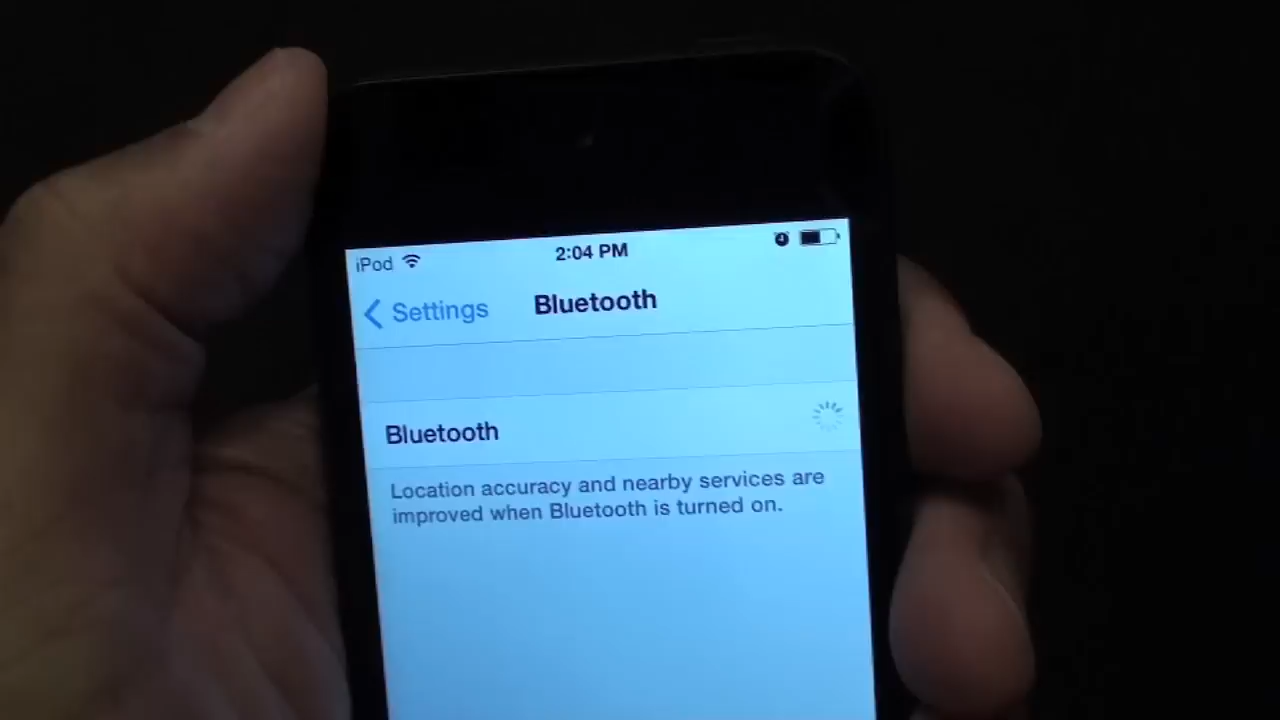 iPod 2:04 PM
Settings Bluetooth
Bluetooth
Location accuracy and nearby services are
improved when Bluetooth is turned on.